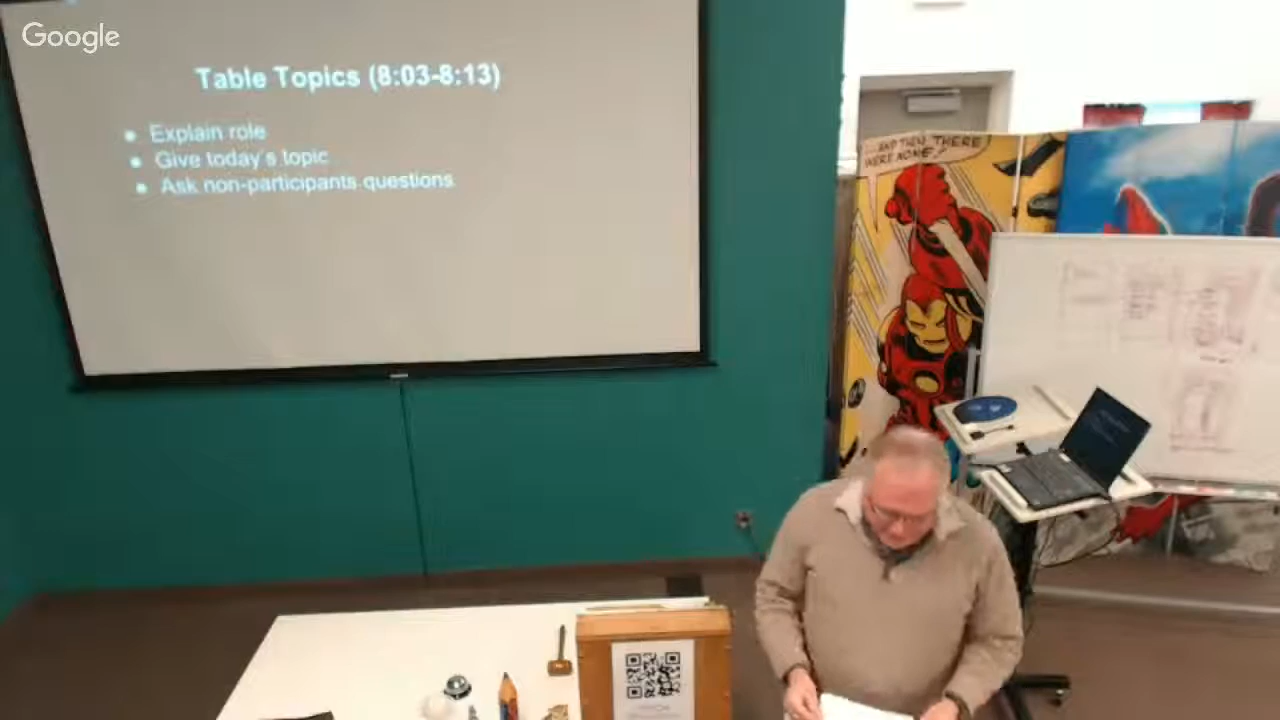 Google
Table Topics (8:03-8:13)
Explain role
Give today's topic
Ask non-participants questions
...AND THEN THERE
WERE NONE!